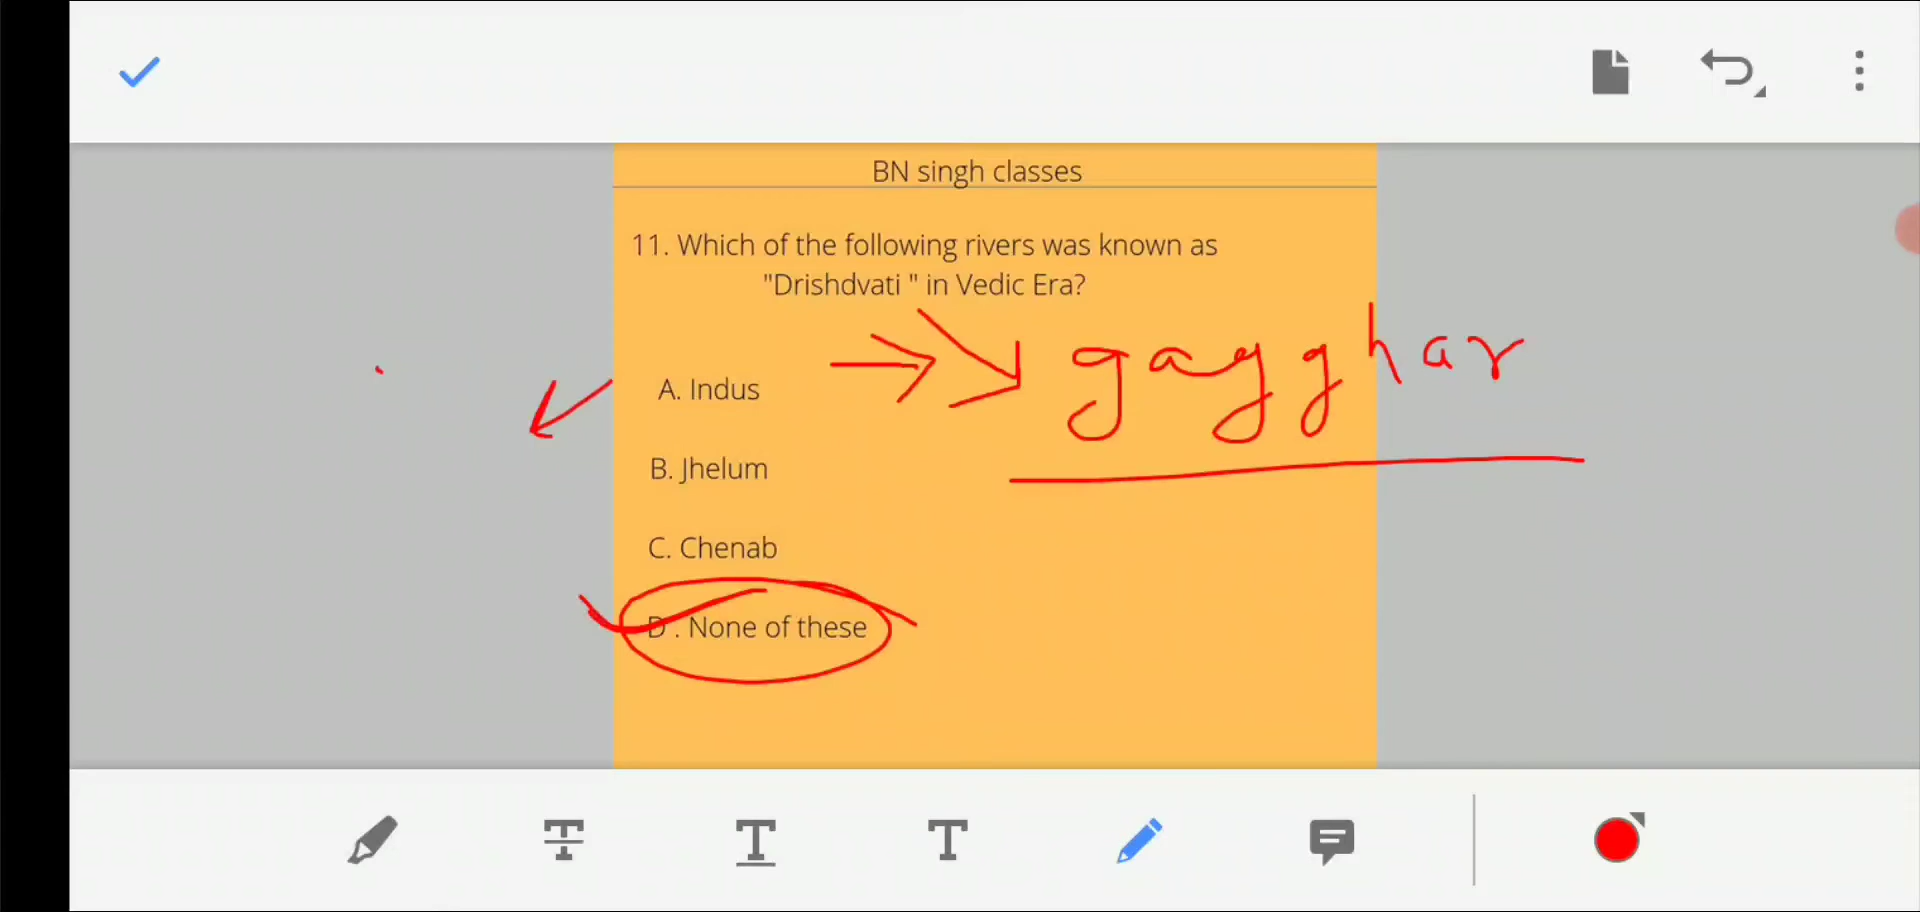 BN singh classes
11. Which of the following rivers was known as
"Drishdvati " in Vedic Era?
gagghar
A. Indus
B. Jhelum
C. Chenab
D . None of these